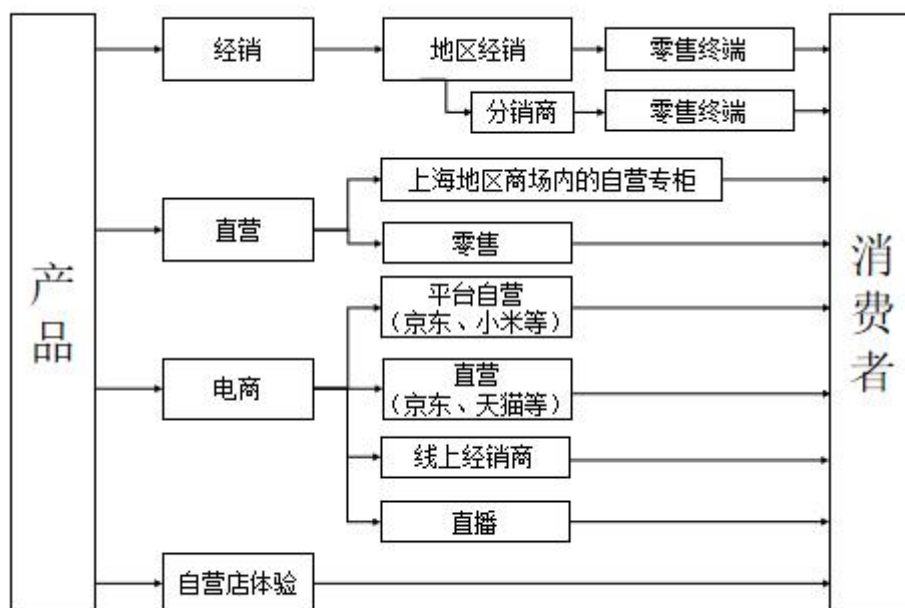 产品
经销
地区经销
零售终端
分销商
零售终端
直营
上海地区商场内的自营专柜
零售
电商
平台自营
（京东、小米等）
直营
（京东、天猫等）
线上经销商
直播
自营店体验
消费者